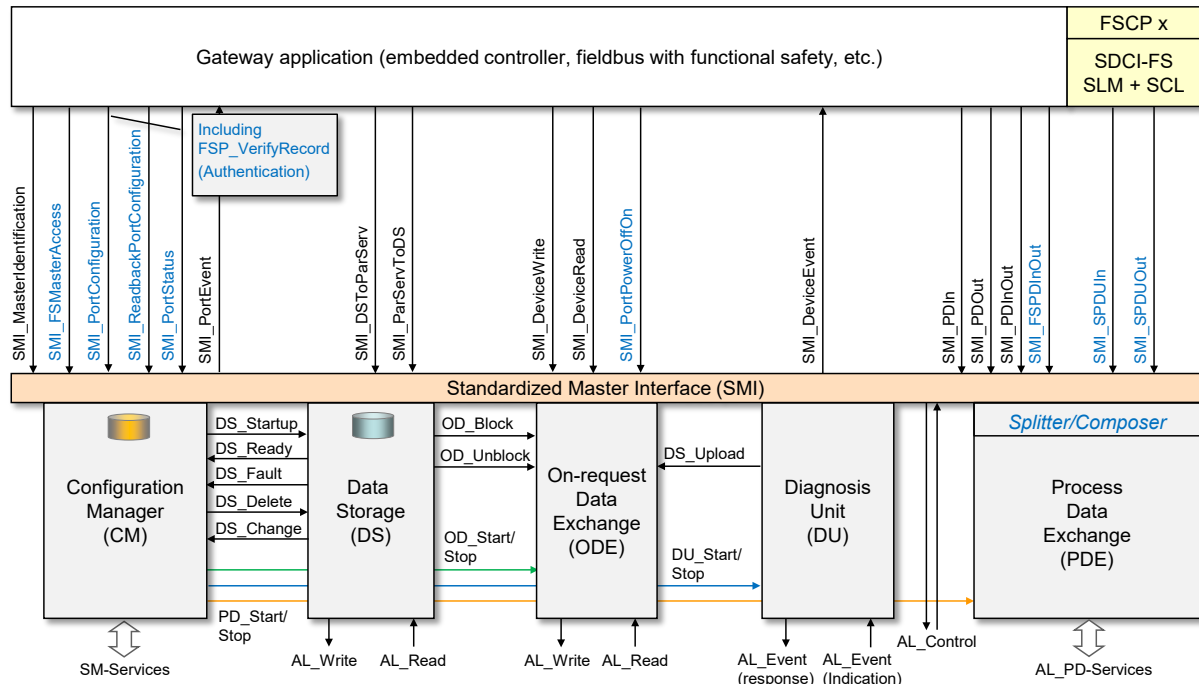 Gateway application (embedded controller, fieldbus with functional safety, etc.)
FSCP x
SDCI-FS
SLM + SCL
Including
FSP_VerifyRecord
(Authentication)
SMI_MasterIdentification
SMI_FSMasterAccess
SMI_PortConfiguration
SMI_ReadbackPortConfiguration
SMI_PortStatus
SMI_PortEvent
SMI_DSToParServ
SMI_ParServToDS
SMI_DeviceWrite
SMI_DeviceRead
SMI_PortPowerOffOn
SMI_DeviceEvent
SMI_PDIn
SMI_PDOut
SMI_PDInOut
SMI_FSPDInOut
SMI_SPDUIn
SMI_SPDUOut
Standardized Master Interface (SMI)
Configuration
Manager
(CM)
DS_Startup
DS_Ready
DS_Fault
DS_Delete
DS_Change
Data
Storage
(DS)
OD_Block
OD_Unblock
OD_Start/
Stop
On-request
Data
Exchange
(ODE)
DS_Upload
DU_Start/
Stop
Diagnosis
Unit
(DU)
Splitter/Composer
Process
Data
Exchange
(PDE)
PD_Start/
Stop
SM-Services
AL_Write
AL_Read
AL_Write
AL_Read
AL_Event
(response)
AL_Event
(Indication)
AL_Control
AL_PD-Services